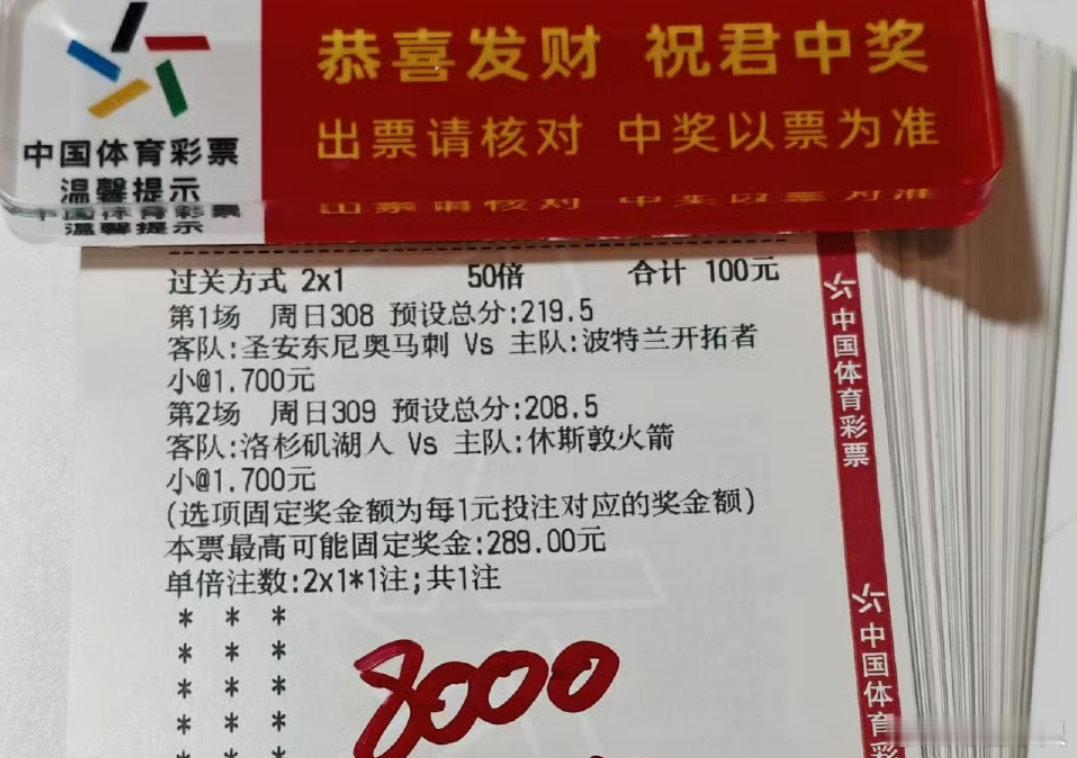 恭喜发财 祝君中奖
出票请核对 中奖以票为准
中国体育彩票
温馨提示
过关方式 2x1 50倍 合计 100元
第1场 周日308 预设总分:219.5
客队:圣安东尼奥马刺 Vs 主队:波特兰开拓者
小@1.700元
第2场 周日309 预设总分:208.5
客队:洛杉矶湖人 Vs 主队:休斯敦火箭
小@1.700元
(选项固定奖金额为每1元投注对应的奖金额)
本票最高可能固定奖金:289.00元
单倍注数:2x1*1注;共1注
* * *
* * *
* * *
* * *
* * *
8000
中国体育彩票
中国体育彩